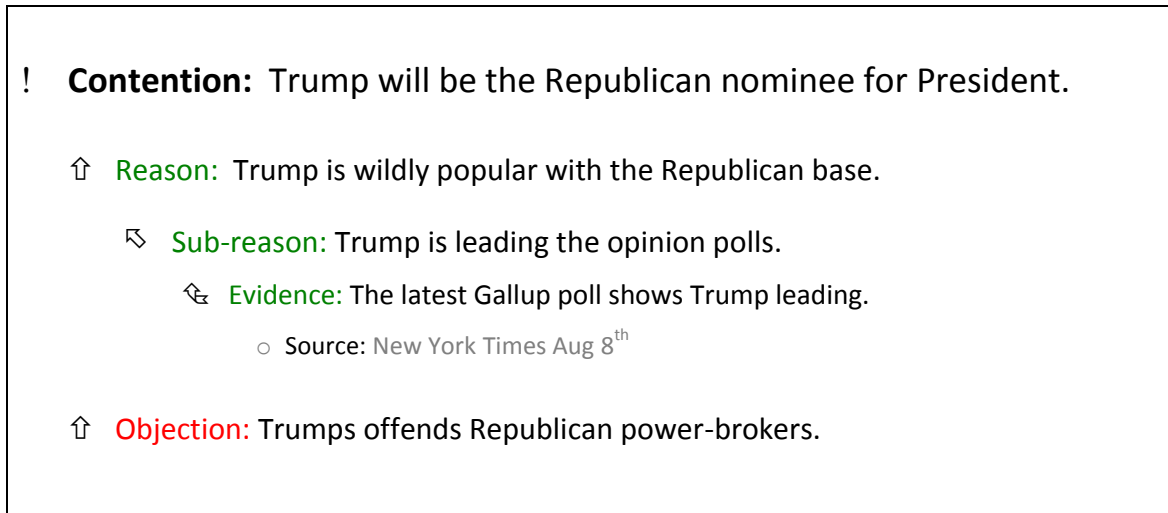 ! Contention: Trump will be the Republican nominee for President.
⇧ Reason: Trump is wildly popular with the Republican base.
Sub-reason: Trump is leading the opinion polls.
Evidence: The latest Gallup poll shows Trump leading.
○ Source: New York Times Aug 8th
⇧ Objection: Trumps offends Republican power-brokers.